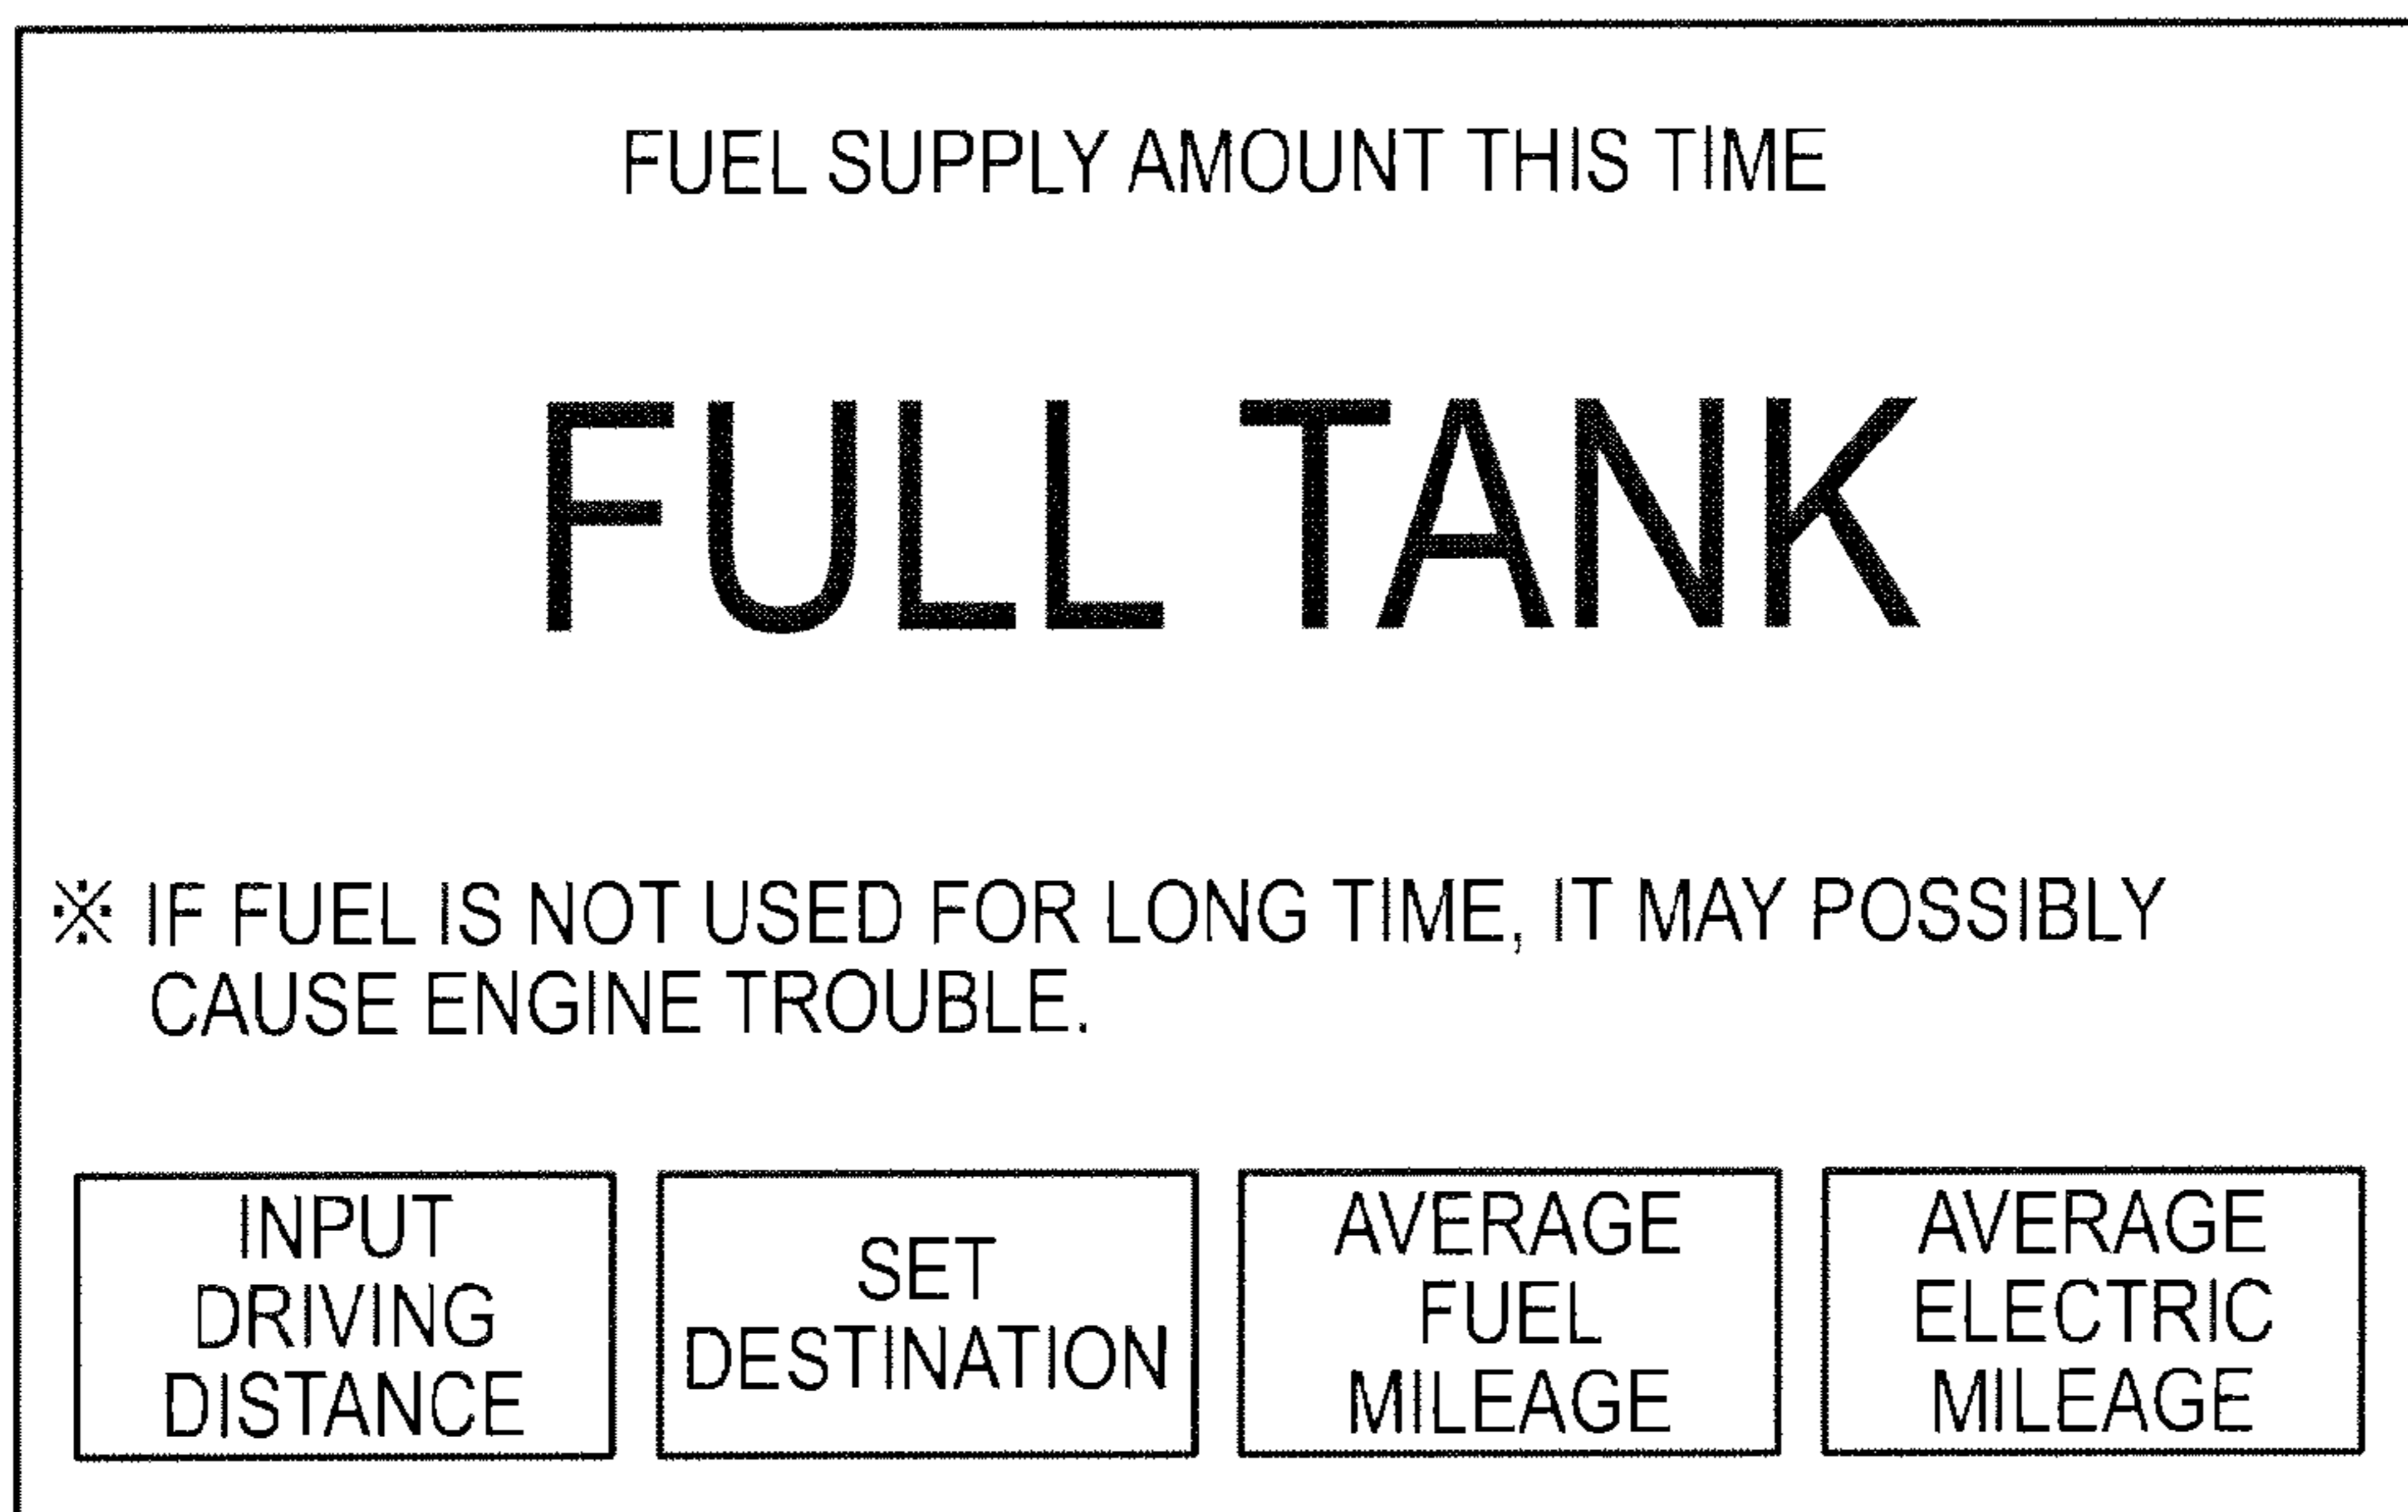 FUEL SUPPLY AMOUNT THIS TIME
FULL TANK
※ IF FUEL IS NOT USED FOR LONG TIME, IT MAY POSSIBLY
CAUSE ENGINE TROUBLE.
INPUT
DRIVING
DISTANCE
SET
DESTINATION
AVERAGE
FUEL
MILEAGE
AVERAGE
ELECTRIC
MILEAGE